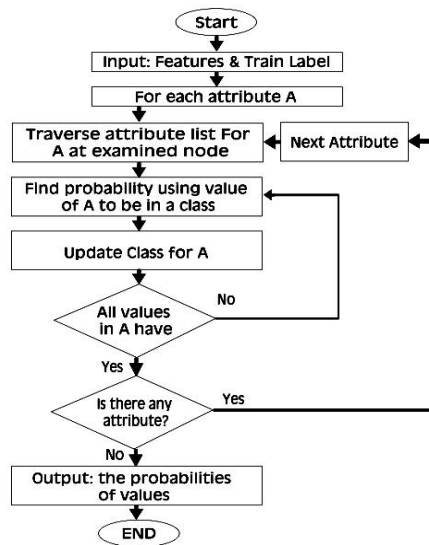 Start
Input: Features & Train Label
For each attribute A
Traverse attribute list For
A at examined node
Next Attribute
Find probability using value
of A to be in a class
Update Class for A
No
All values
in A have
Yes
Is there any
attribute?
Yes
No
Output: the probabilities
of values
END